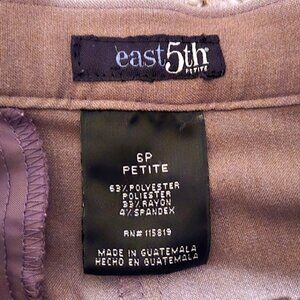 east5th
PETITE
6P
PETITE
63% POLYESTER
POLIESTER
33% RAYON
4% SPANDEX
RN# 115819
MADE IN GUATEMALA
HECHO EN GUATEMALA